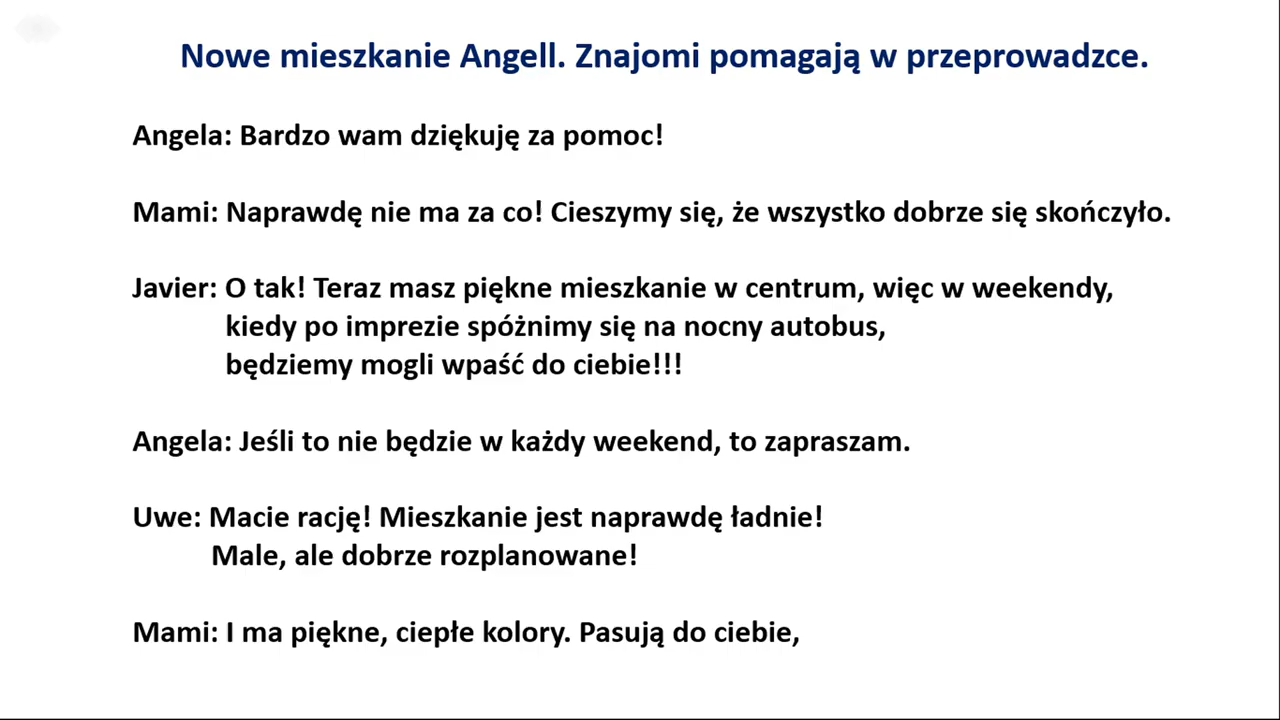 Nowe mieszkanie Angell. Znajomi pomagają w przeprowadzce.
Angela: Bardzo wam dziękuję za pomoc!
Mami: Naprawdę nie ma za co! Cieszymy się, że wszystko dobrze się skończyło.
Javier: O tak! Teraz masz piękne mieszkanie w centrum, więc w weekendy,
kiedy po imprezie spóżnimy się na nocny autobus,
będziemy mogli wpaść do ciebie!!!
Angela: Jeśli to nie będzie w każdy weekend, to zapraszam.
Uwe: Macie rację! Mieszkanie jest naprawdę ładnie!
Male, ale dobrze rozplanowane!
Mami: I ma piękne, ciepłe kolory. Pasują do ciebie,